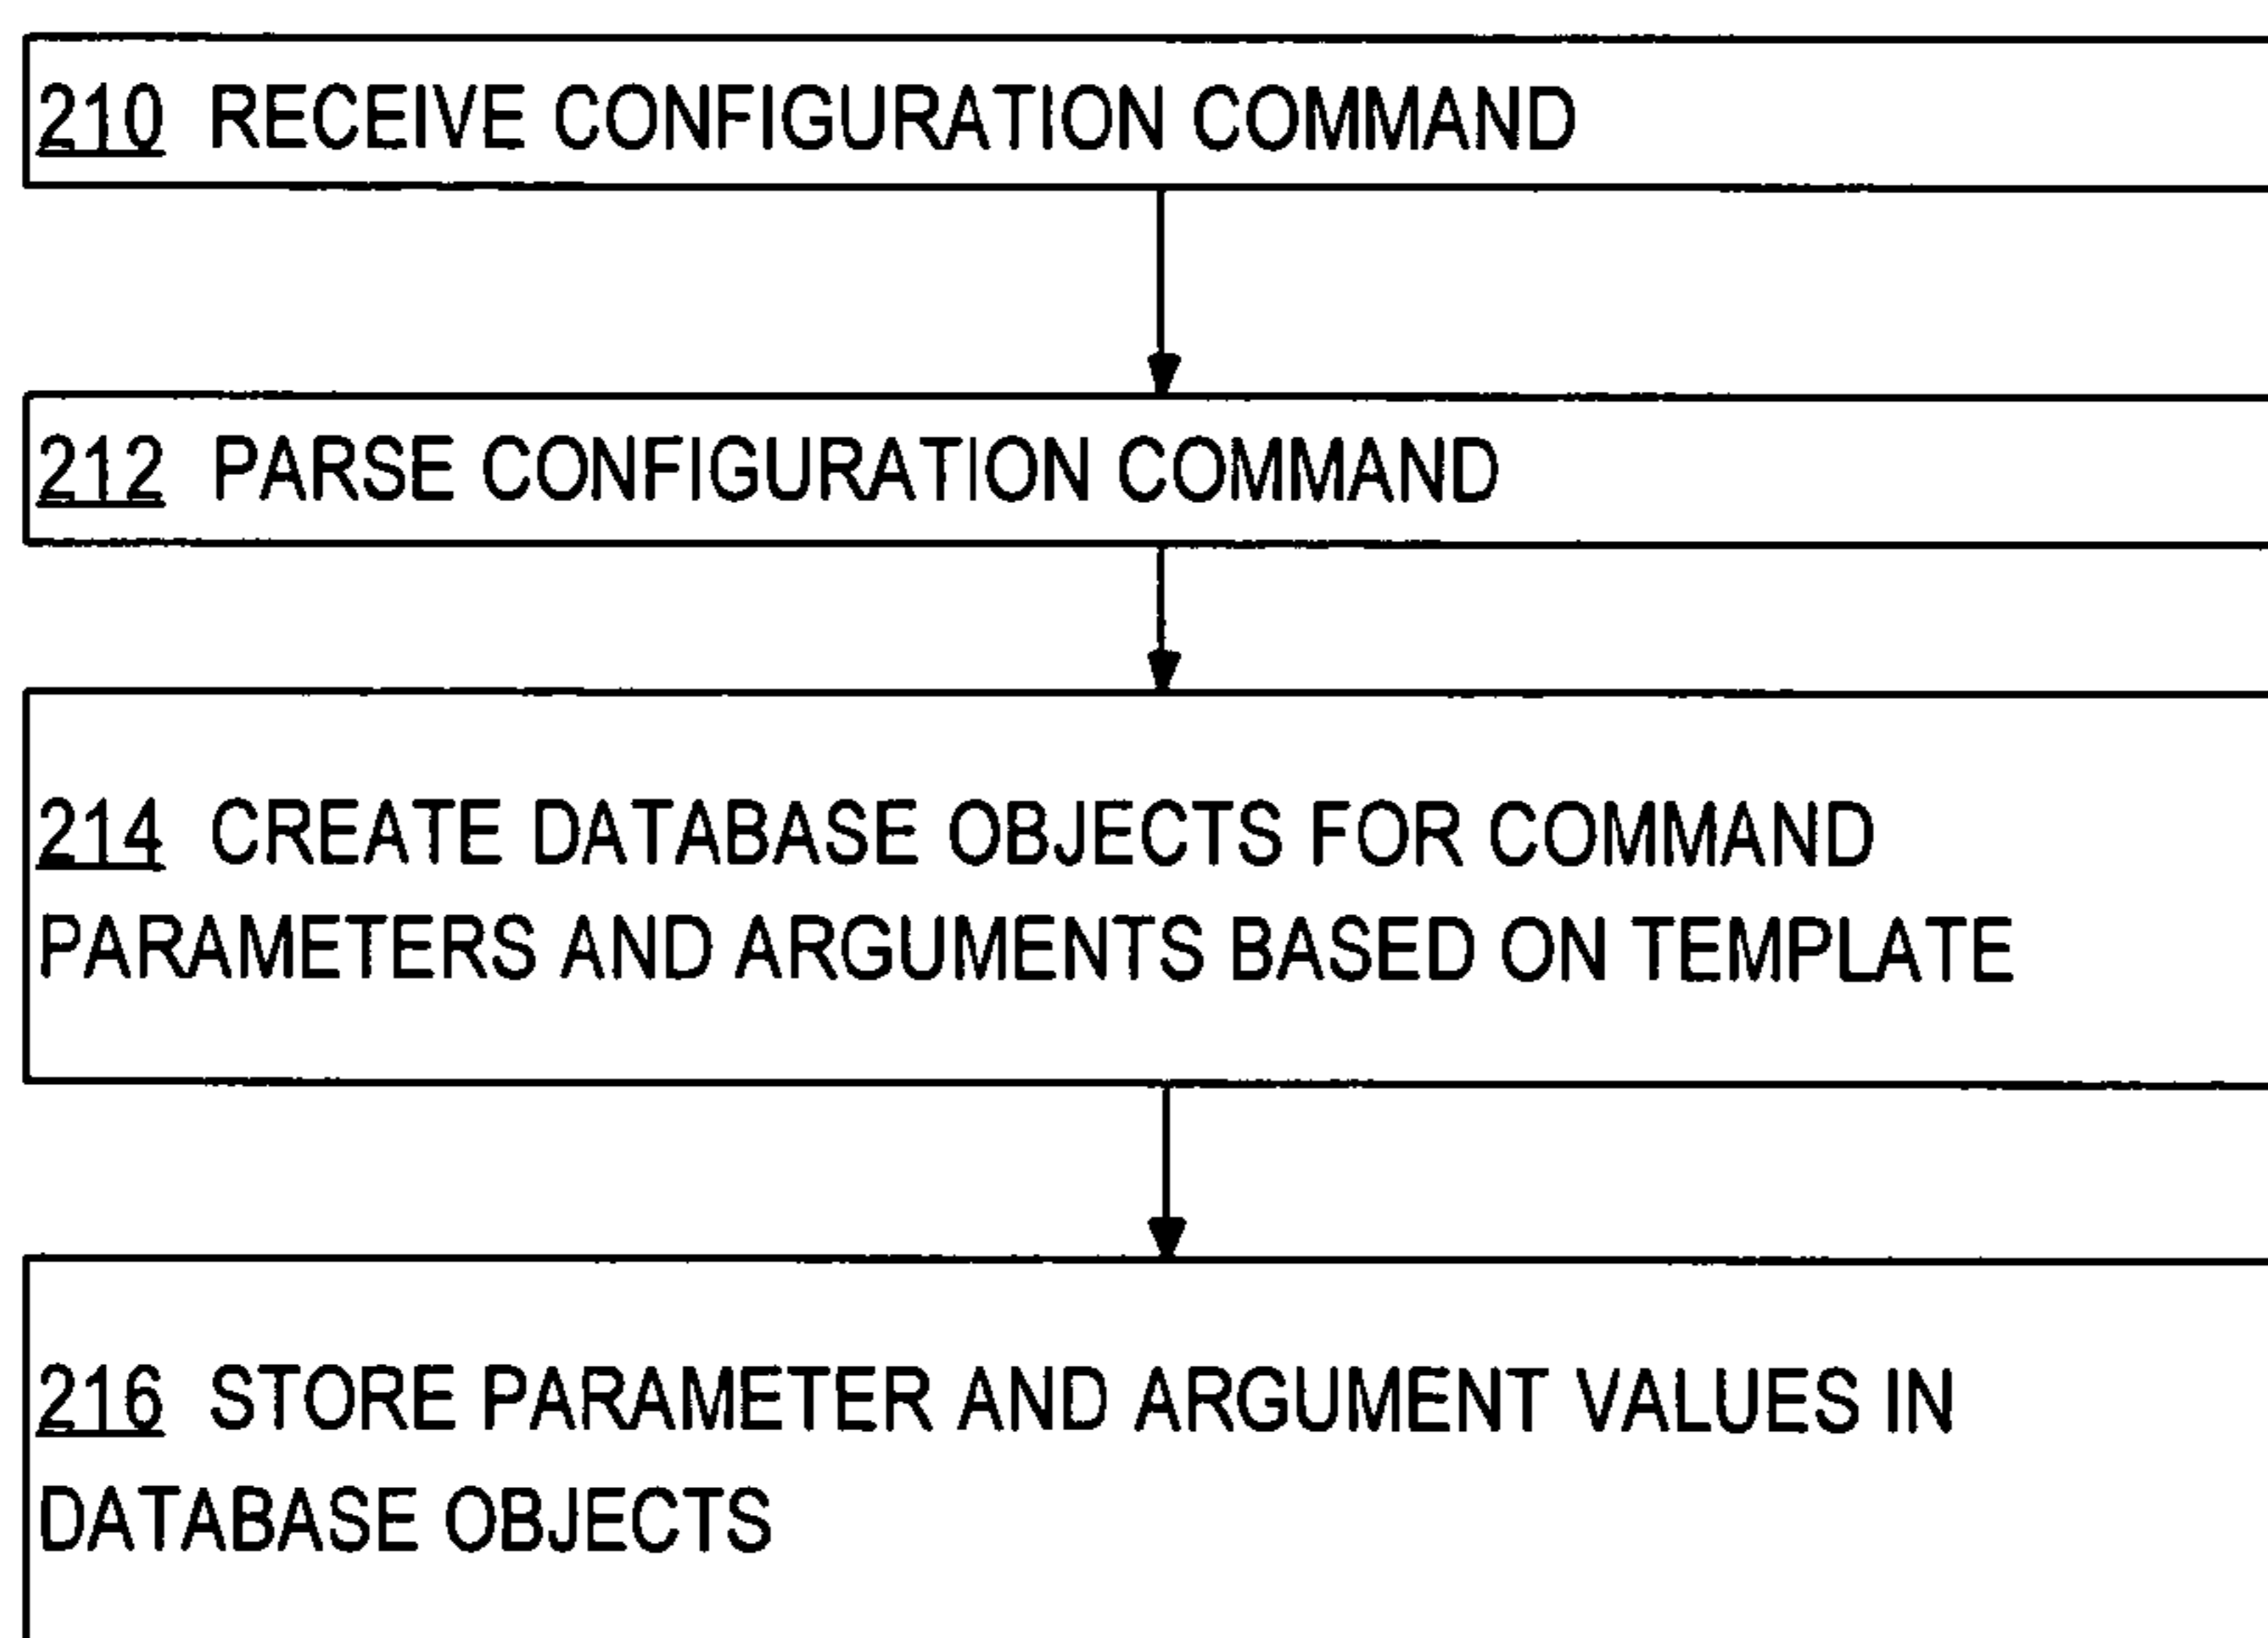 210 RECEIVE CONFIGURATION COMMAND
212 PARSE CONFIGURATION COMMAND
214 CREATE DATABASE OBJECTS FOR COMMAND
PARAMETERS AND ARGUMENTS BASED ON TEMPLATE
216 STORE PARAMETER AND ARGUMENT VALUES IN
DATABASE OBJECTS